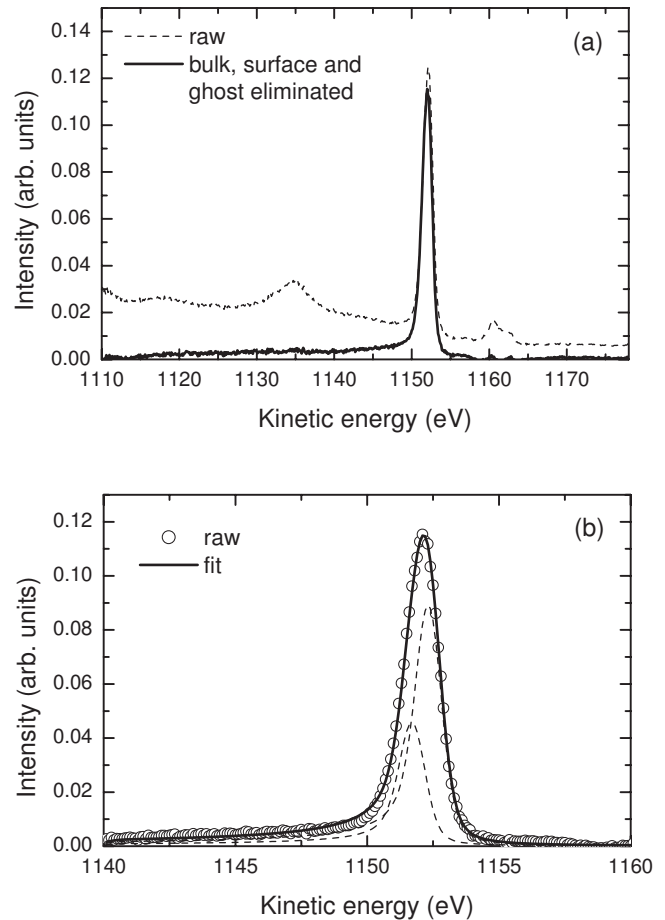 0.14
0.12
0.10
0.08
0.06
0.04
0.02
0.00
Intensity (arb. units)
raw
bulk, surface and
ghost eliminated
(a)
1110 1120 1130 1140 1150 1160 1170
Kinetic energy (eV)
0.12
0.10
0.08
0.06
0.04
0.02
0.00
Intensity (arb. units)
raw
fit
(b)
1140 1145 1150 1155 1160
Kinetic energy (eV)